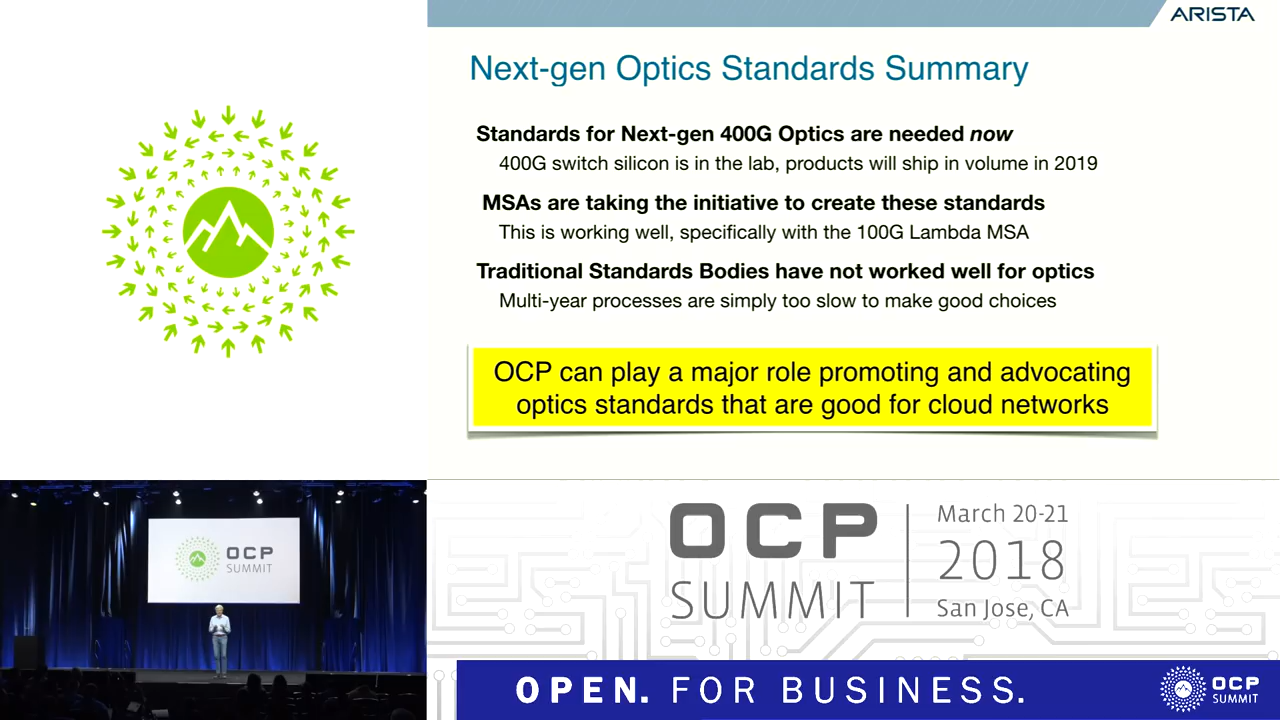 ARISTA
Next-gen Optics Standards Summary
Standards for Next-gen 400G Optics are needed now
400G switch silicon is in the lab, products will ship in volume in 2019
MSAs are taking the initiative to create these standards
This is working well, specifically with the 100G Lambda MSA
Traditional Standards Bodies have not worked well for optics
Multi-year processes are simply too slow to make good choices
OCP can play a major role promoting and advocating
optics standards that are good for cloud networks
OCP
SUMMIT
OCP
SUMMIT
March 20-21
2018
San Jose, CA
OPEN. FOR BUSINESS.
OCP
SUMMIT